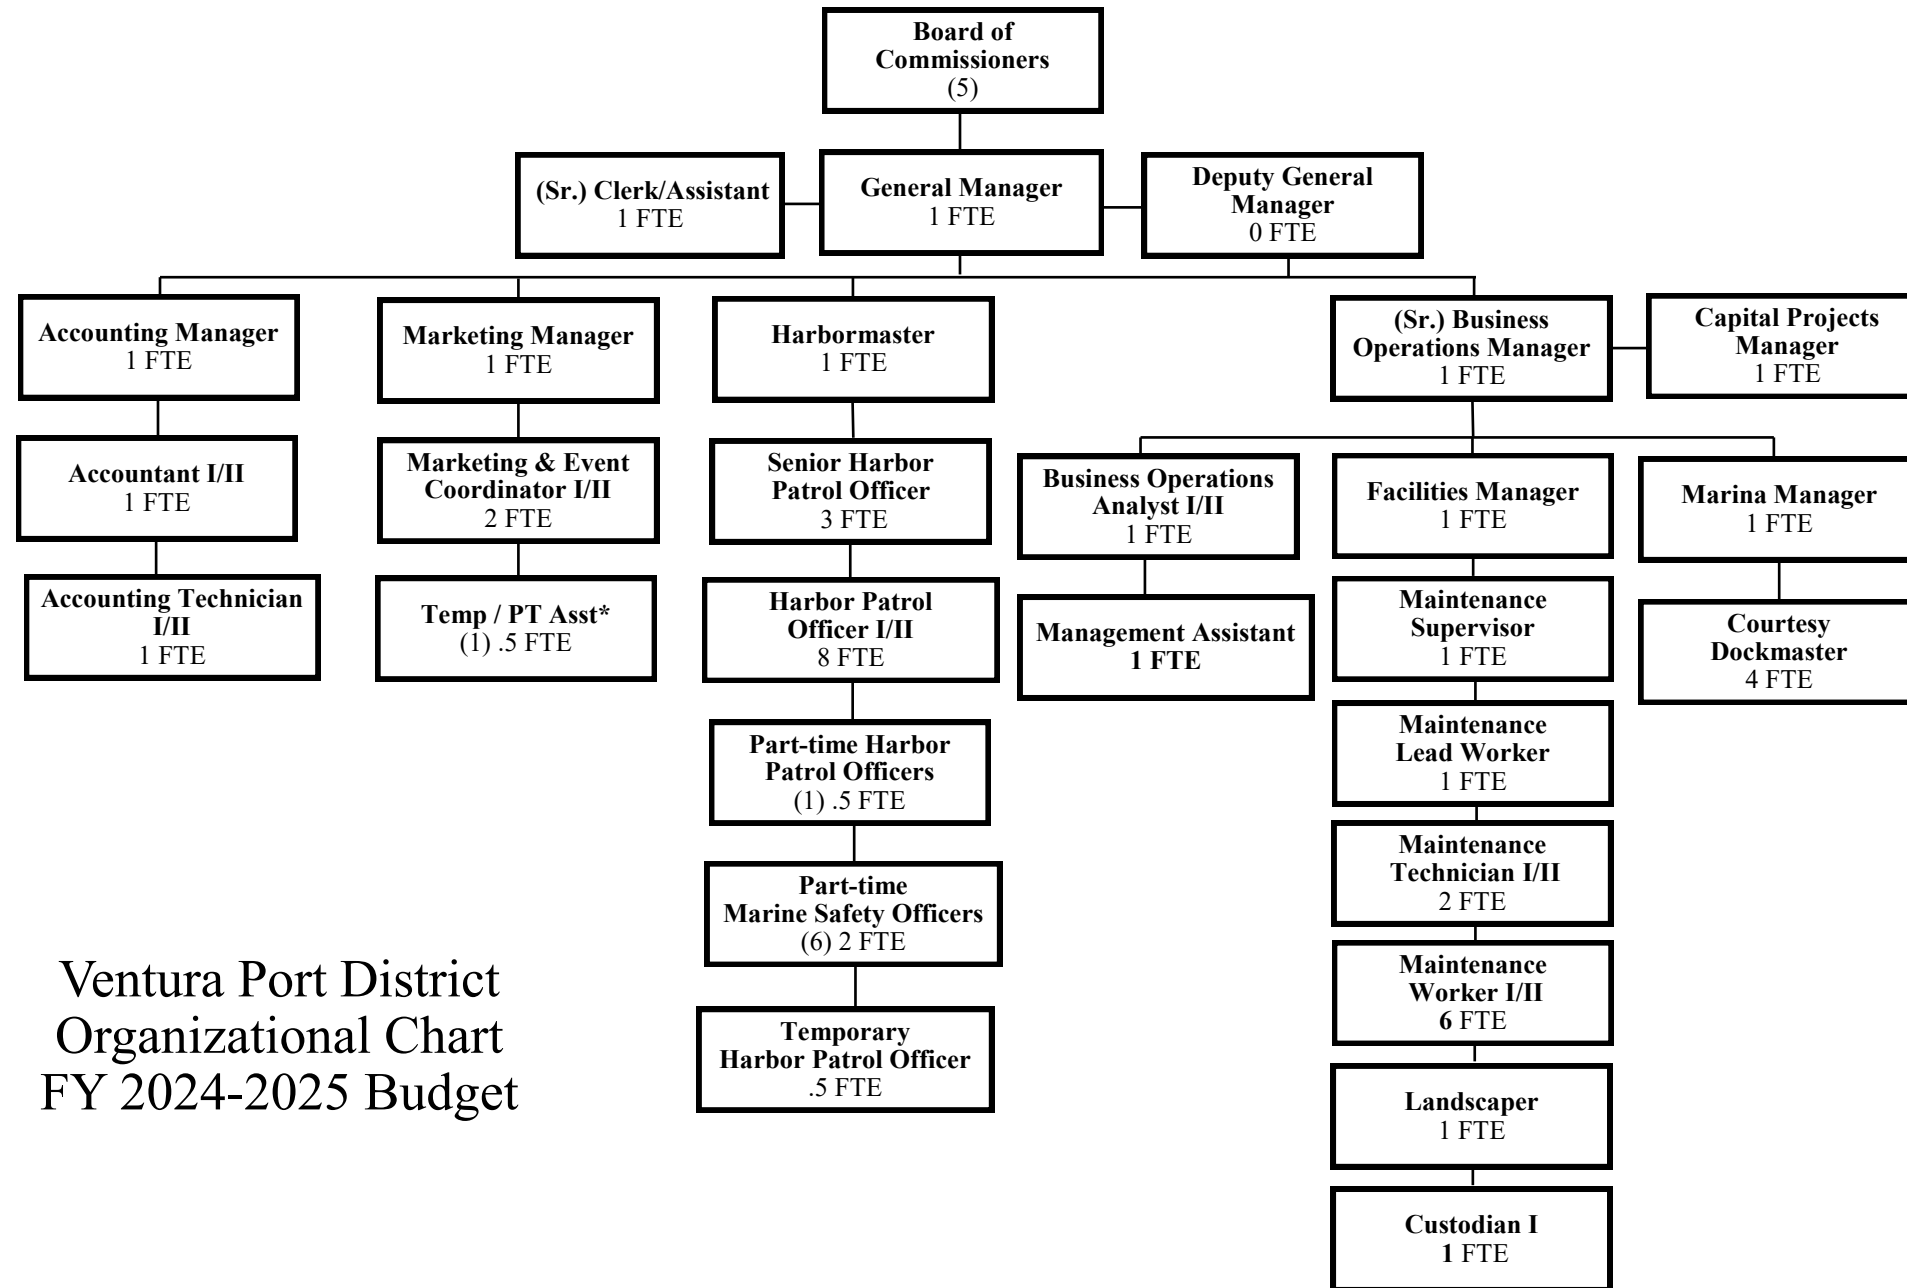 Board of
Commissioners
(5)
(Sr.) Clerk/Assistant
1 FTE
General Manager
1 FTE
Deputy General
Manager
0 FTE
Accounting Manager
1 FTE
Marketing Manager
1 FTE
Harbormaster
1 FTE
(Sr.) Business
Operations Manager
1 FTE
Capital Projects
Manager
1 FTE
Accountant I/II
1 FTE
Marketing & Event
Coordinator I/II
2 FTE
Senior Harbor
Patrol Officer
3 FTE
Business Operations
Analyst I/II
1 FTE
Facilities Manager
1 FTE
Marina Manager
1 FTE
Accounting Technician
I/II
1 FTE
Temp / PT Asst*
(1) .5 FTE
Harbor Patrol
Officer I/II
8 FTE
Management Assistant
1 FTE
Maintenance
Supervisor
1 FTE
Courtesy
Dockmaster
4 FTE
Part-time Harbor
Patrol Officers
(1) .5 FTE
Maintenance
Lead Worker
1 FTE
Part-time
Marine Safety Officers
(6) 2 FTE
Maintenance
Technician I/II
2 FTE
Temporary
Harbor Patrol Officer
.5 FTE
Maintenance
Worker I/II
6 FTE
Landscaper
1 FTE
Custodian I
1 FTE
Ventura Port District
Organizational Chart
FY 2024-2025 Budget